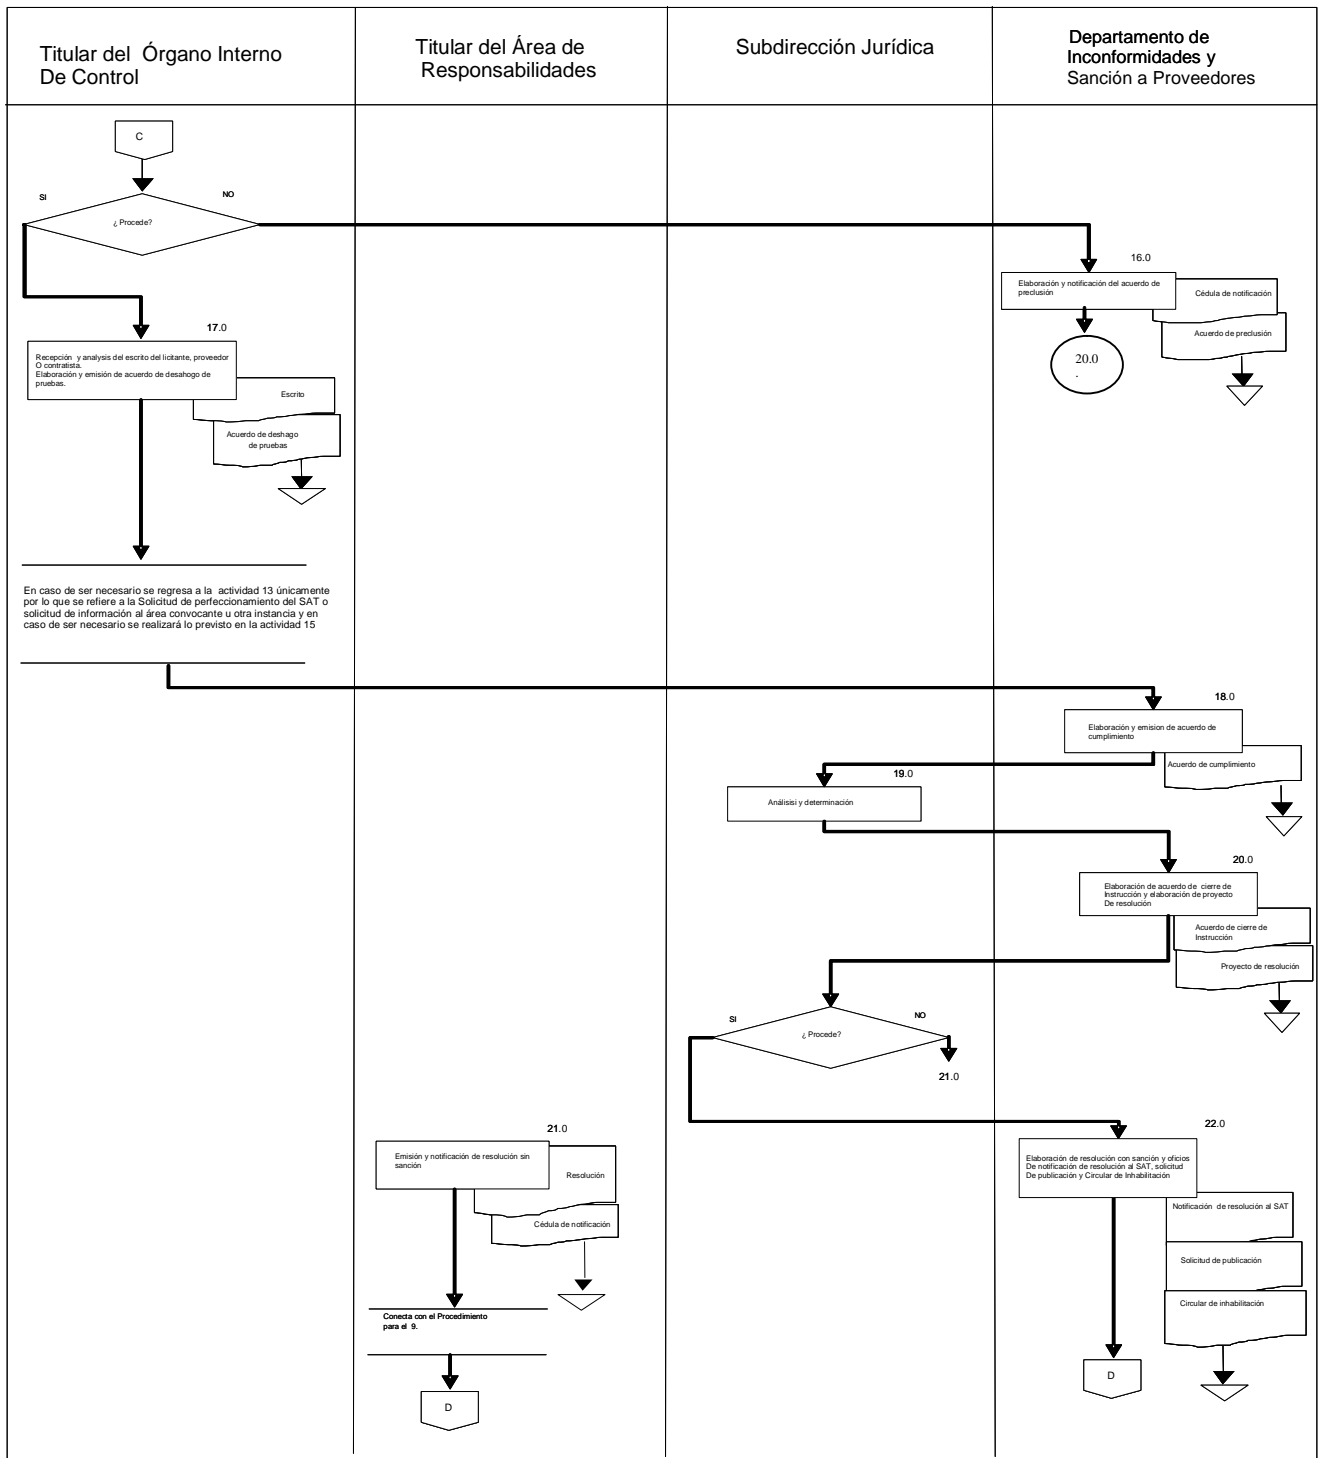 Titular del Órgano Interno
De Control
Titular del Área de
Responsabilidades
Subdirección Jurídica
Departamento de
Inconformidades y
Sanción a Proveedores
C
SI
NO
¿ Procede?
16.0
Elaboración y notificación del acuerdo de
preclusión
Cédula de notificación
Acuerdo de preclusión
20.0
.
17.0
Recepción y analysis del escrito del licitante, proveedor
O contratista.
Elaboración y emisión de acuerdo de desahogo de
pruebas.
Escrito
Acuerdo de deshago
de pruebas
En caso de ser necesario se regresa a la actividad 13 únicamente
por lo que se refiere a la Solicitud de perfeccionamiento del SAT o
solicitud de información al área convocante u otra instancia y en
caso de ser necesario se realizará lo previsto en la actividad 15
18.0
Elaboración y emision de acuerdo de
cumplimiento
Acuerdo de cumplimiento
19.0
Análisisi y determinación
20.0
Elaboración de acuerdo de cierre de
Instrucción y elaboración de proyecto
De resolución
Acuerdo de cierre de
Instrucción
Proyecto de resolución
SI
NO
¿ Procede?
21.0
21.0
Emisión y notificación de resolución sin
sanción
Resolución
Cédula de notificación
22.0
Elaboración de resolución con sanción y oficios
De notificación de resolución al SAT, solicitud
De publicación y Circular de Inhabilitación
Notificación de resolución al SAT
Solicitud de publicación
Circular de inhabilitación
Conecta con el Procedimiento
para el 9.
D
D